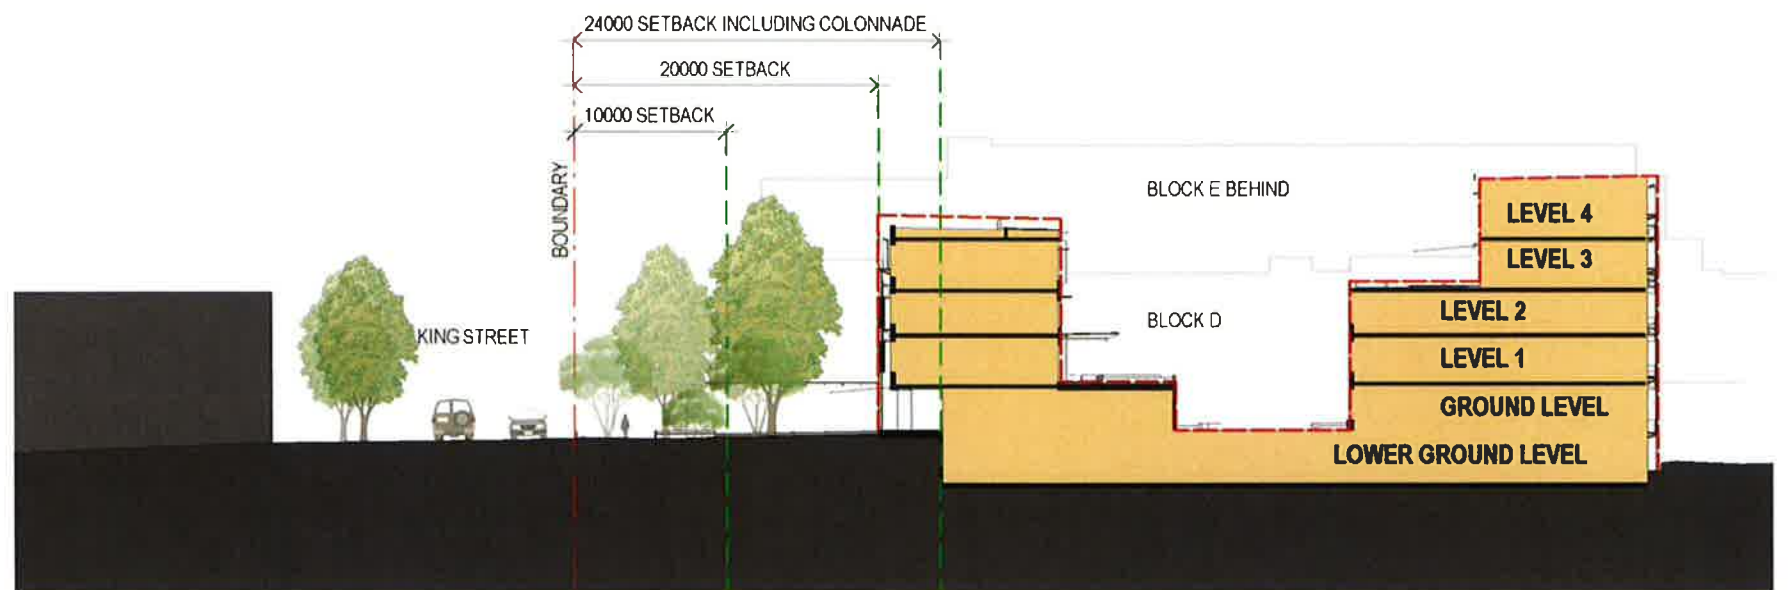 24000 SETBACK INCLUDING COLONNADE
20000 SETBACK
10000 SETBACK
BOUNDARY
KING STREET
BLOCK E BEHIND
BLOCK D
LEVEL 4
LEVEL 3
LEVEL 2
LEVEL 1
GROUND LEVEL
LOWER GROUND LEVEL